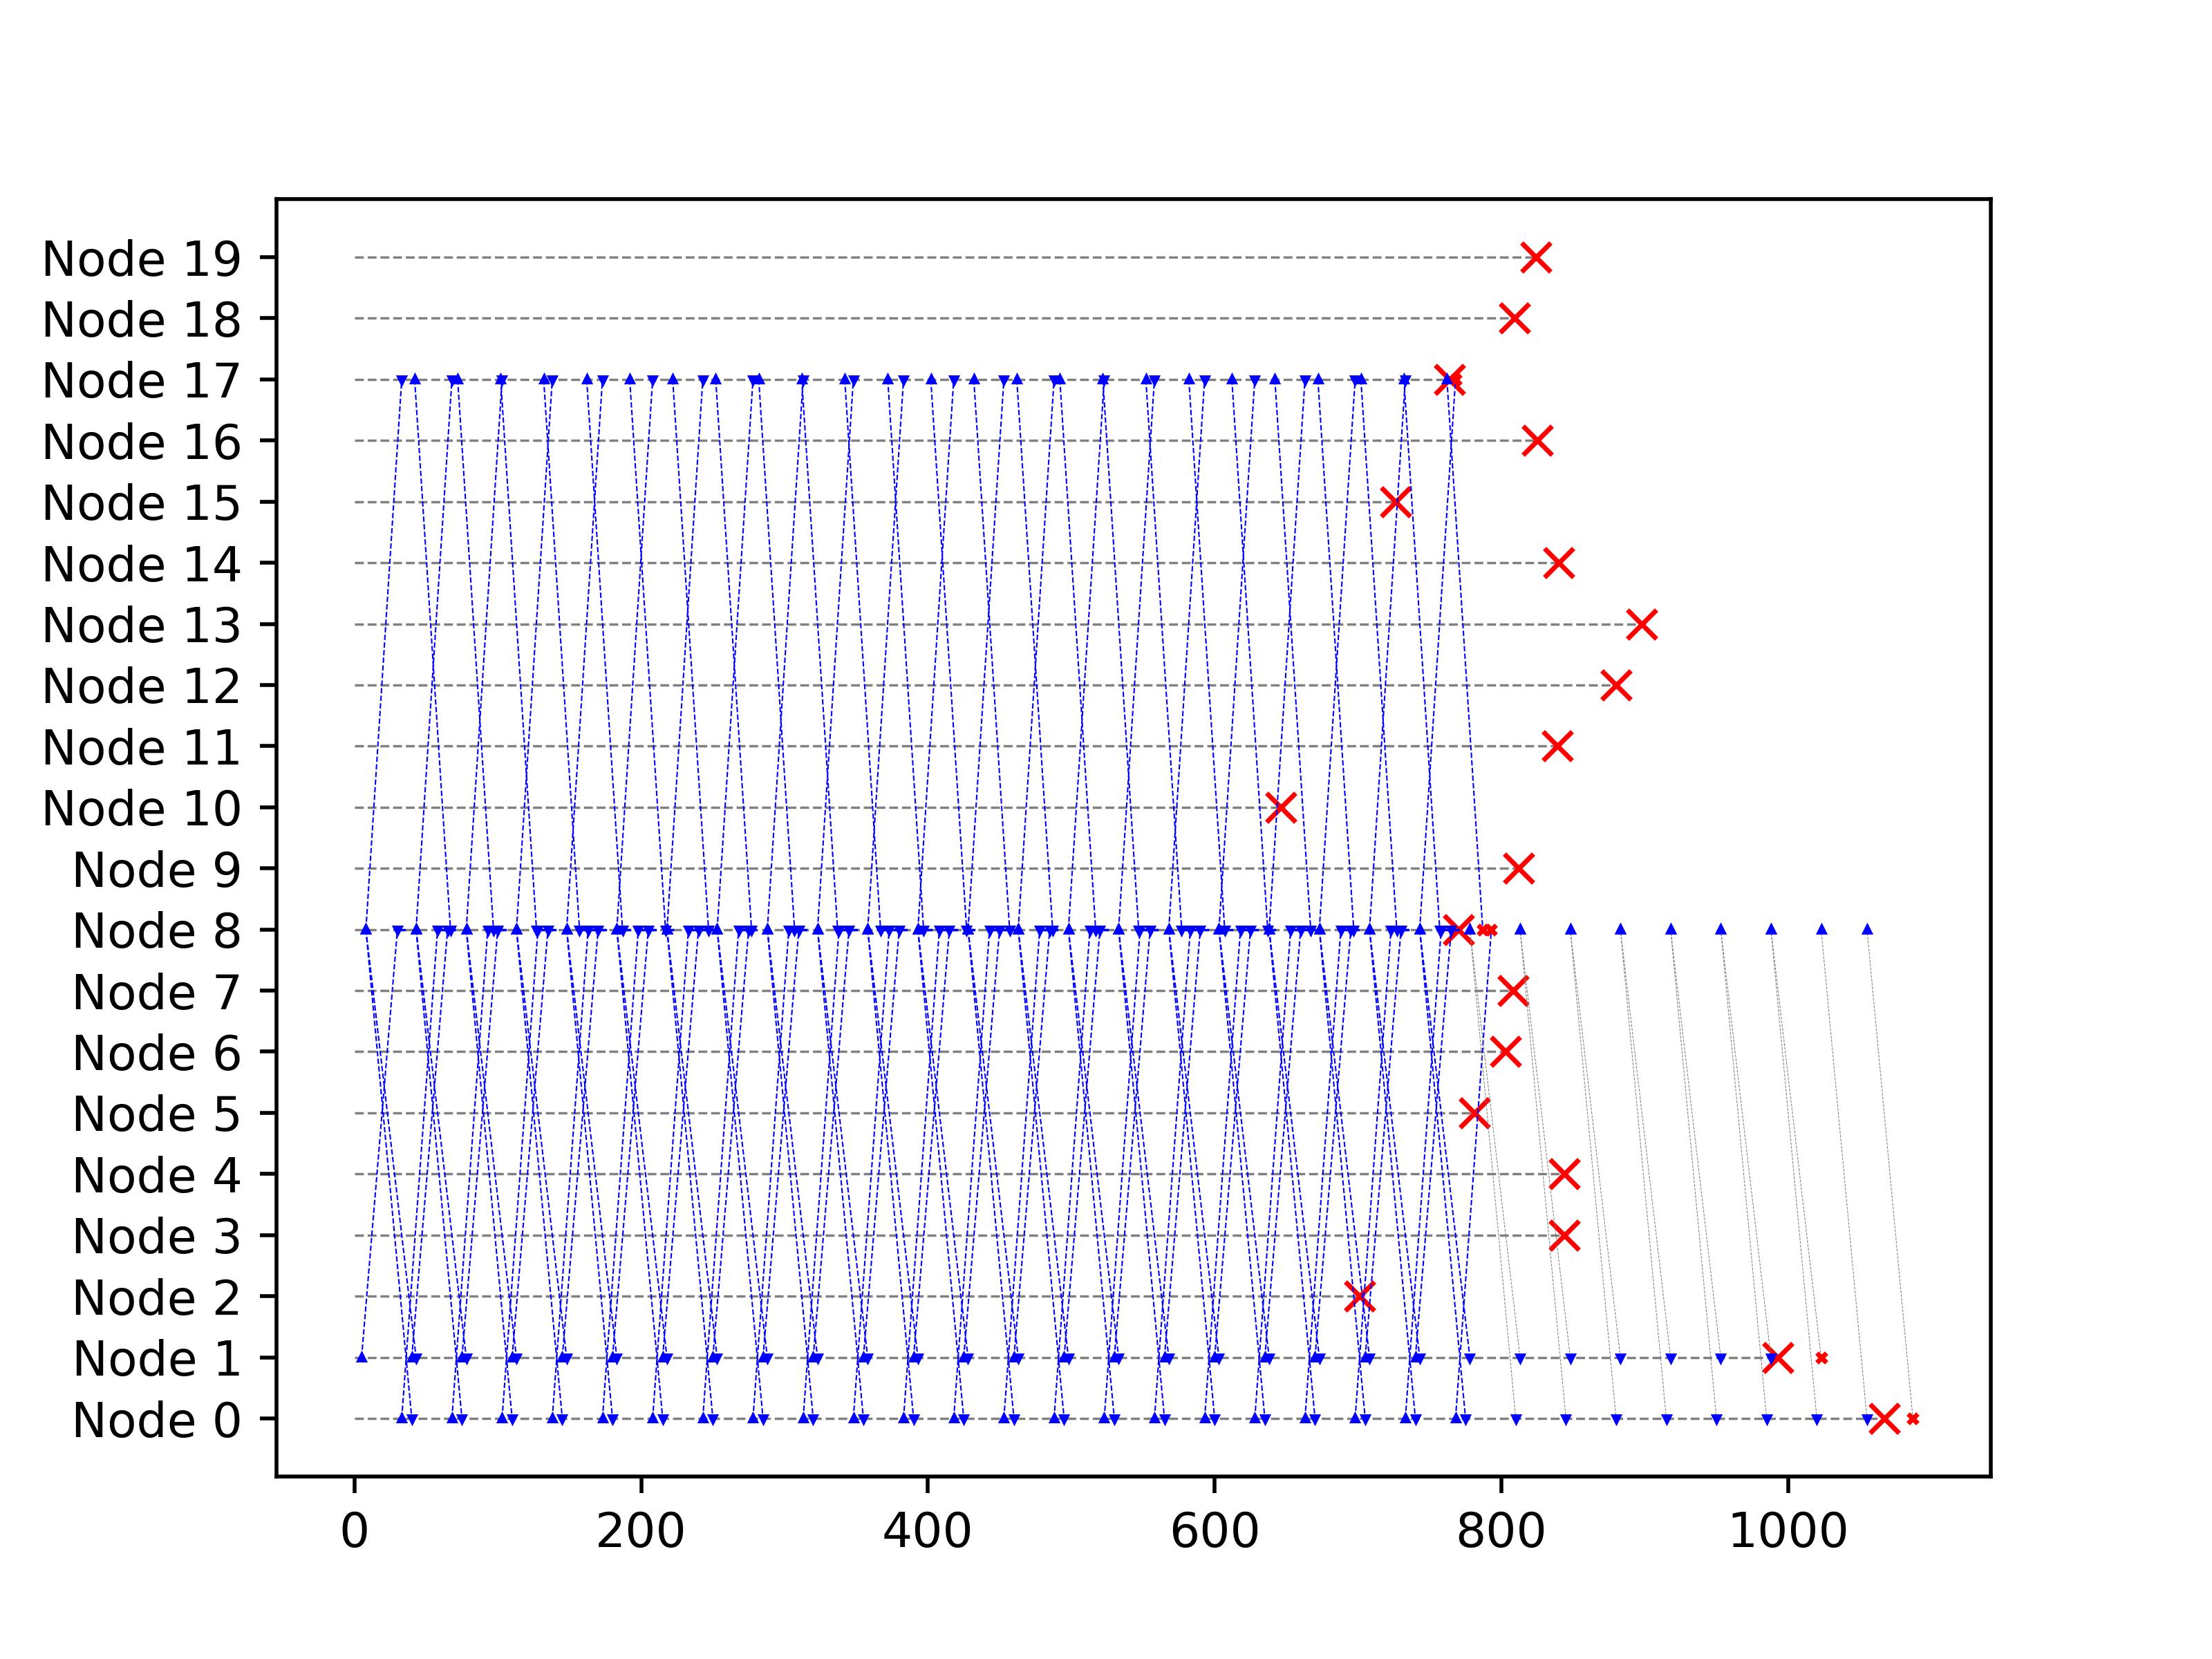 Node 19
Node 18
Node 17
Node 16
Node 15
Node 14
Node 13
Node 12
Node 11
Node 10
Node 9
Node 8
Node 7
Node 6
Node 5
Node 4
Node 3
Node 2
Node 1
Node 0
0 200 400 600 800 1000